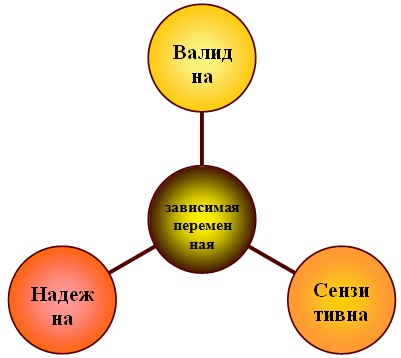 Валид
на
зависимая
перемен
ная
Надеж
на
Сензи
тивна